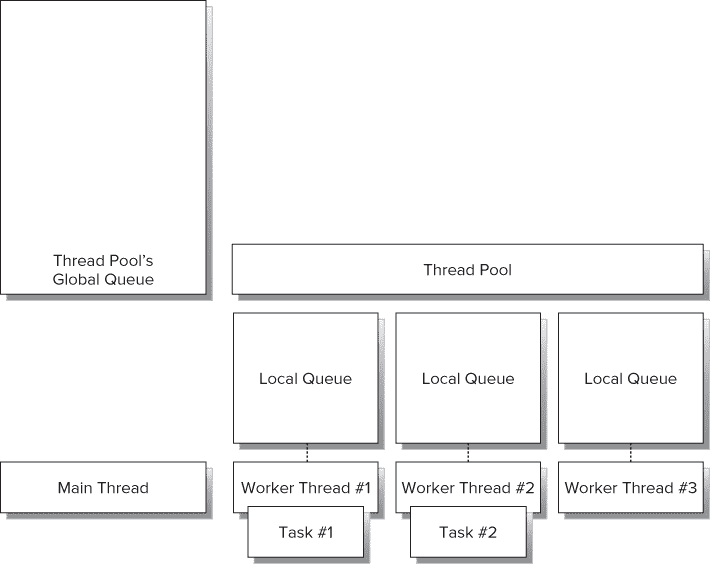 Thread Pool's
Global Queue
Thread Pool
Local Queue
Local Queue
Local Queue
Main Thread
Worker Thread #1
Worker Thread #2
Worker Thread #3
Task #1
Task #2